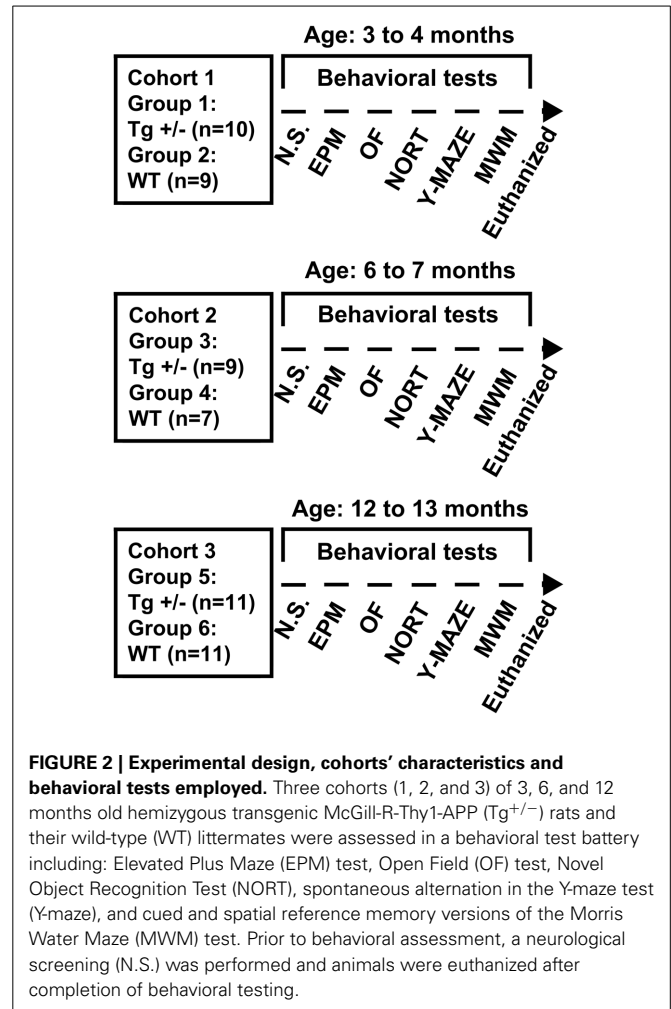 Age: 3 to 4 months
Cohort 1
Group 1:
Tg +/- (n=10)
Group 2:
WT (n=9)
Behavioral tests
N.S.
EPM
OF
NORT
Y-MAZE
MWM
Euthanized
Age: 6 to 7 months
Cohort 2
Group 3:
Tg +/- (n=9)
Group 4:
WT (n=7)
Behavioral tests
N.S.
EPM
OF
NORT
Y-MAZE
MWM
Euthanized
Age: 12 to 13 months
Cohort 3
Group 5:
Tg +/- (n=11)
Group 6:
WT (n=11)
Behavioral tests
N.S.
EPM
OF
NORT
Y-MAZE
MWM
Euthanized
FIGURE 2 | Experimental design, cohorts’ characteristics and
behavioral tests employed. Three cohorts (1, 2, and 3) of 3, 6, and 12
months old hemizygous transgenic McGill-R-Thy1-APP (Tg⁺/⁻) rats and
their wild-type (WT) littermates were assessed in a behavioral test battery
including: Elevated Plus Maze (EPM) test, Open Field (OF) test, Novel
Object Recognition Test (NORT), spontaneous alternation in the Y-maze test
(Y-maze), and cued and spatial reference memory versions of the Morris
Water Maze (MWM) test. Prior to behavioral assessment, a neurological
screening (N.S.) was performed and animals were euthanized after
completion of behavioral testing.